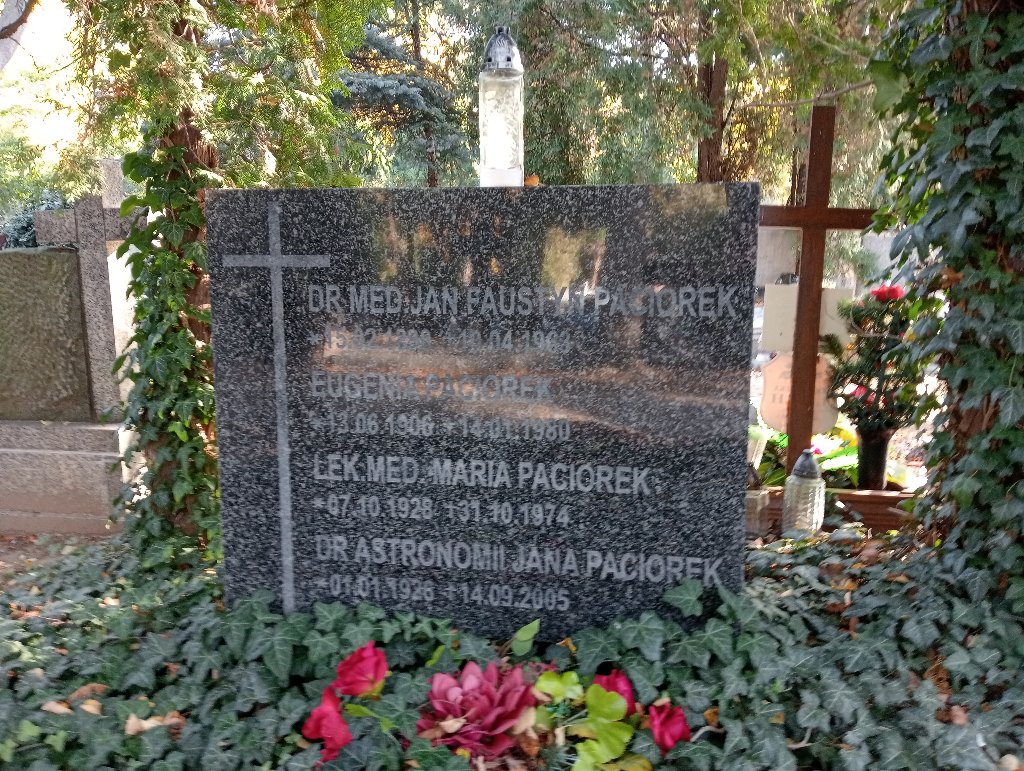 DR MED. JAN FAUSTYN PACIOREK
EUGENIA PACIOREK
*13.06.1906 +14.01.1980
LEK MED. MARIA PACIOREK
*07.10.1928 +31.10.1974
DR ASTRONOMII JANA PACIOREK
*01.01.1926 +14.09.2005